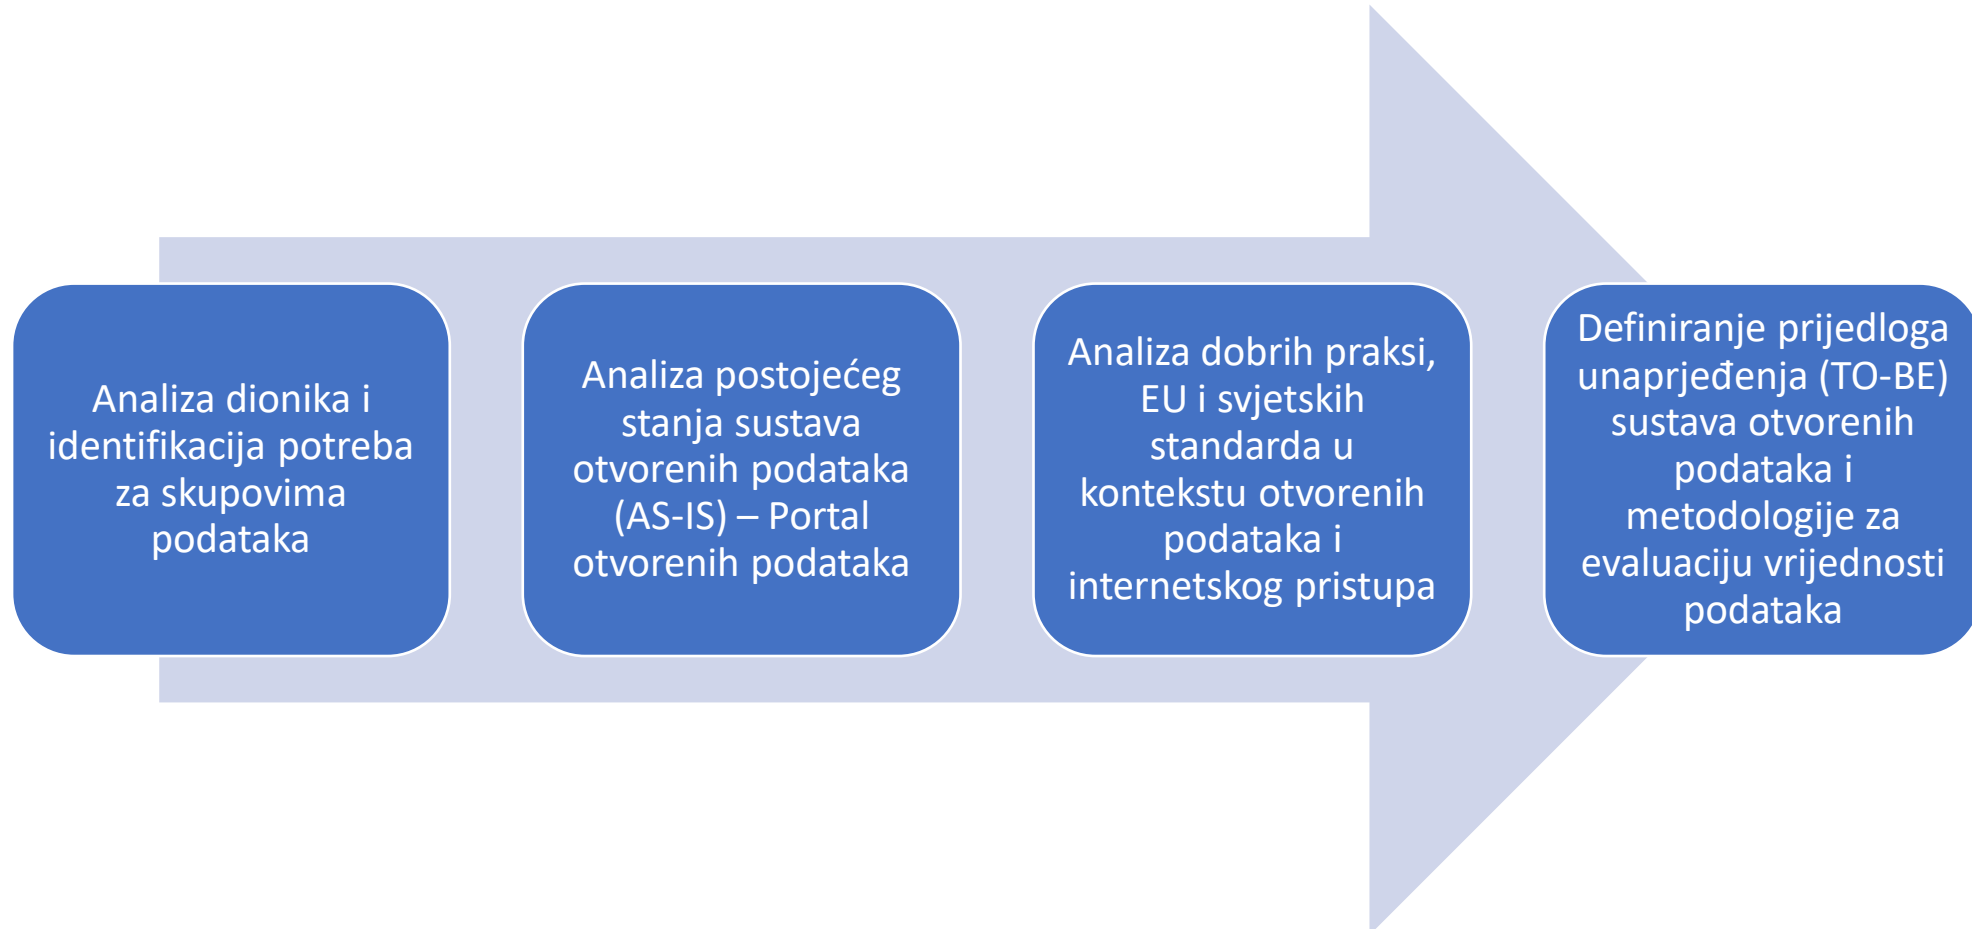 Analiza dionika i
identifikacija potreba
za skupovima
podataka
Analiza postojećeg
stanja sustava
otvorenih podataka
(AS-IS) – Portal
otvorenih podataka
Analiza dobrih praksi,
EU i svjetskih
standarda u
kontekstu otvorenih
podataka i
internetskog pristupa
Definiranje prijedloga
unaprjeđenja (TO-BE)
sustava otvorenih
podataka i
metodologije za
evaluaciju vrijednosti
podataka